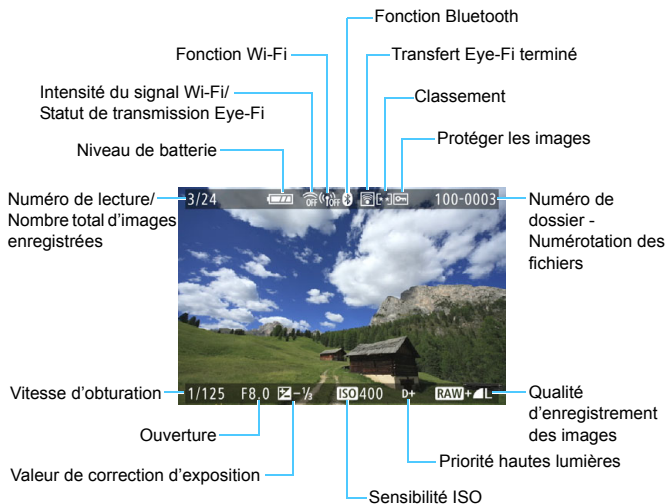 Fonction Bluetooth
Fonction Wi-Fi
Transfert Eye-Fi terminé
Intensité du signal Wi-Fi/
Statut de transmission Eye-Fi
Classement
Protéger les images
Niveau de batterie
Numéro de lecture/
Nombre total d'images
enregistrées
3/24
OFF
OFF
100-0003
Numéro de
dossier -
Numérotation des
fichiers
Vitesse d'obturation
1/125
F8.0
-1/3
ISO400
D+
RAW+L
Qualité
d'enregistrement
des images
Ouverture
Priorité hautes lumières
Valeur de correction d'exposition
Sensibilité ISO